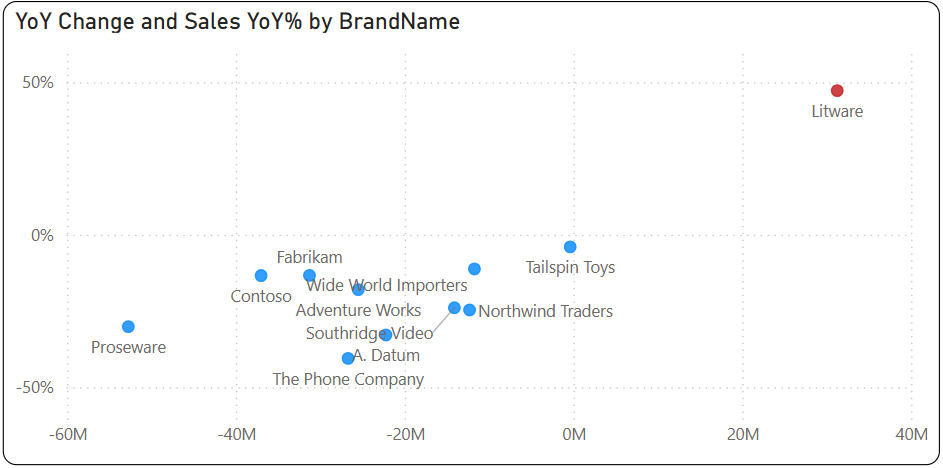 YoY Change and Sales YoY% by BrandName
50%
Litware
0%
Fabrikam
Tailspin Toys
Wide World Importers
Contoso
Adventure Works
Northwind Traders
Southridge Video
Proseware
A. Datum
The Phone Company
-50%
-60M -40M -20M 0M 20M 40M